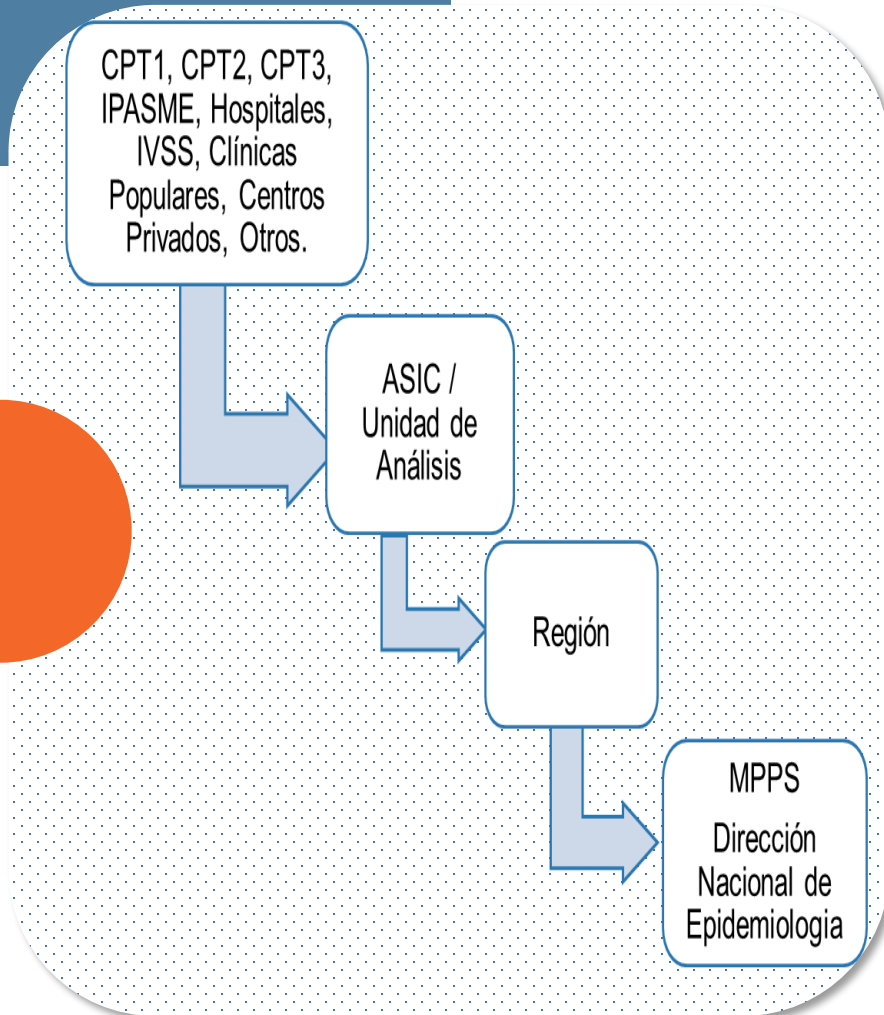 CPT1, CPT2, CPT3,
IPASME, Hospitales,
IVSS, Clínicas
Populares, Centros
Privados, Otros.
ASIC /
Unidad de
Análisis
Región
MPPS
Dirección
Nacional de
Epidemiologia